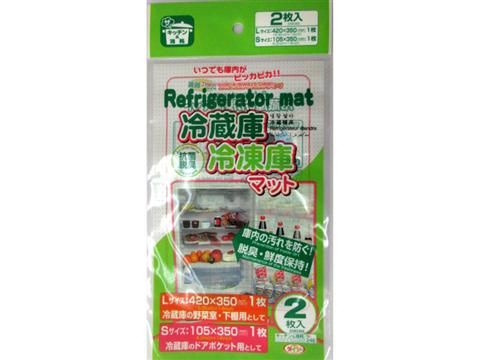 ザ・
キッチン
消耗
2枚入
Lサイズ:420×350mm 1枚
Sサイズ:105×350mm 1枚
いつでも庫内が
ピッカピカ!!
Refrigerator mat
冷蔵庫
抗菌
脱臭
冷凍庫
マット
庫内の汚れを防ぐ!
脱臭・鮮度保持!
Lサイズ:420×350mm 1枚
冷蔵庫の野菜室・下棚用として
Sサイズ:105×350mm 1枚
冷蔵庫のドアポケット用として
2
枚入